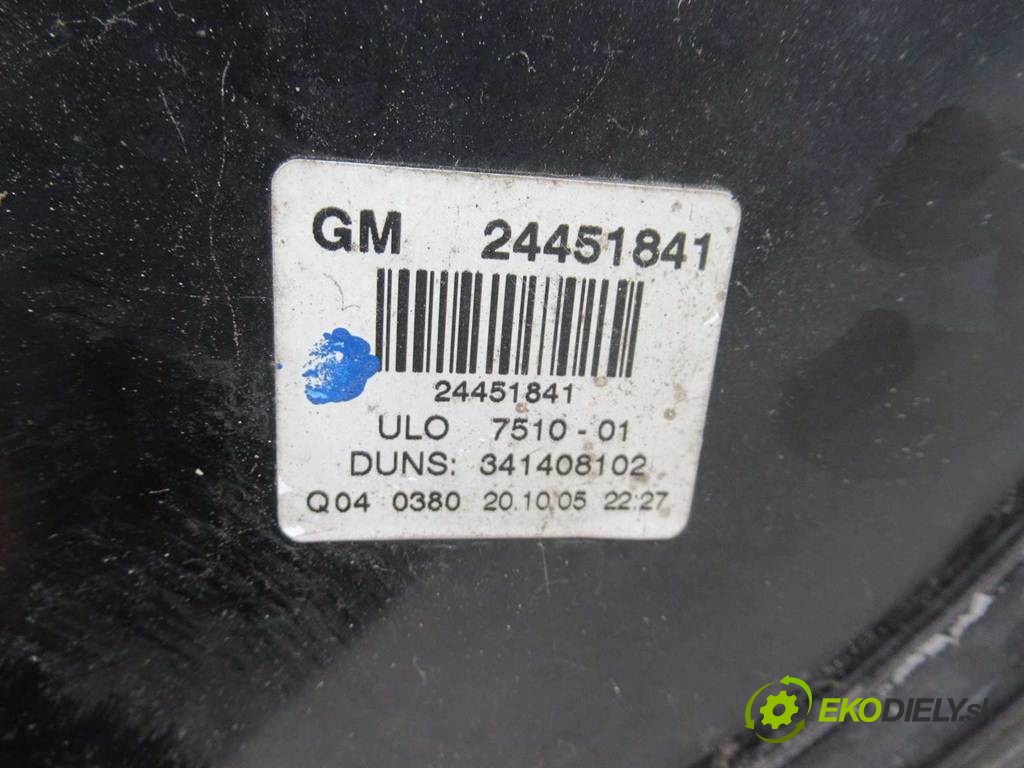 GM 24451841
24451841
ULO 7510 - 01
DUNS: 341408102
Q04 0380 20.10.05 22:27
EKODIELY.sk